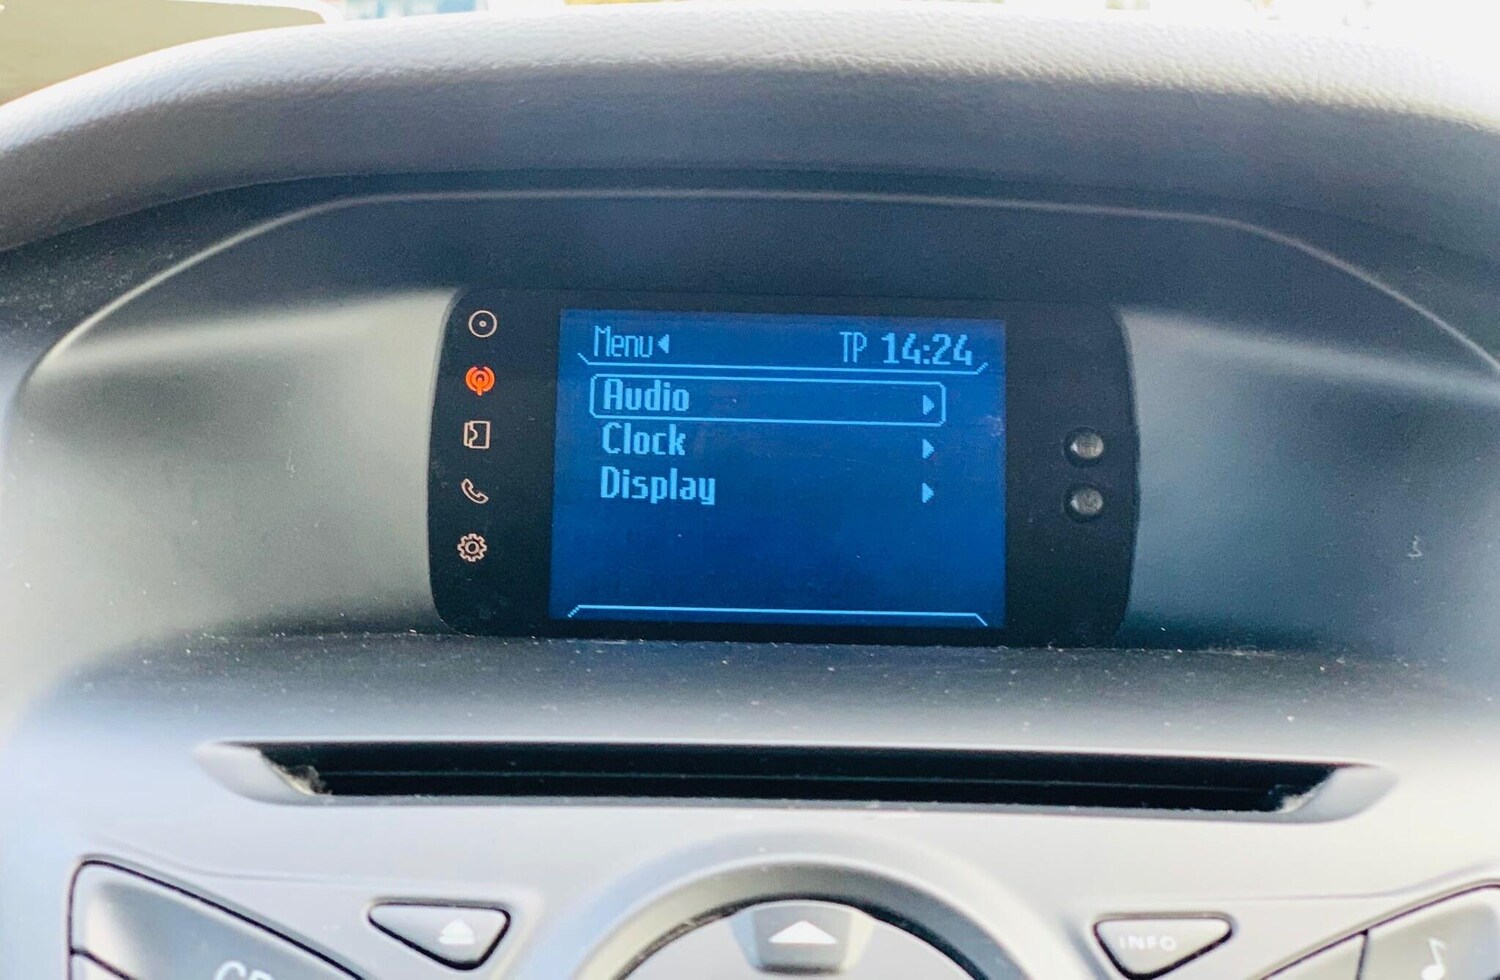 Menu
TP 14:24
Audio
Clock
Display
INFO